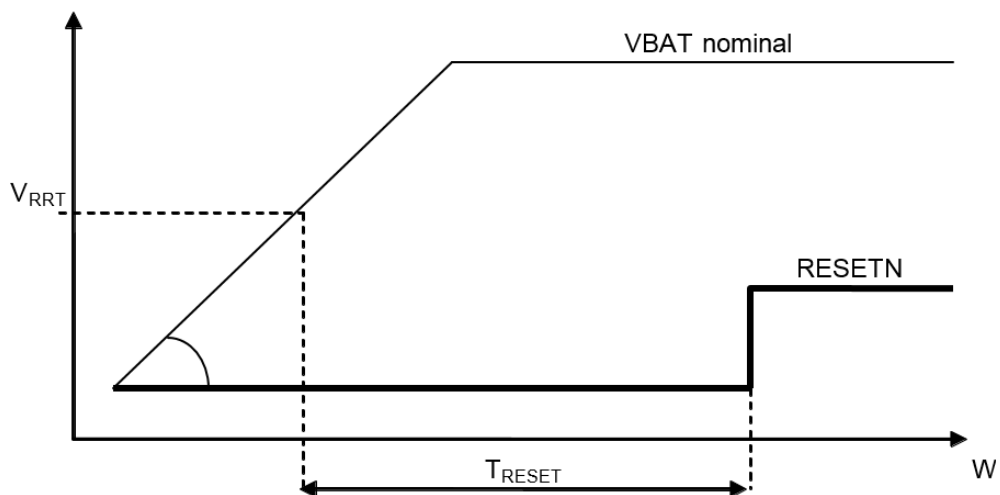 VBAT nominal
VRRT
RESETN
TRESET
W